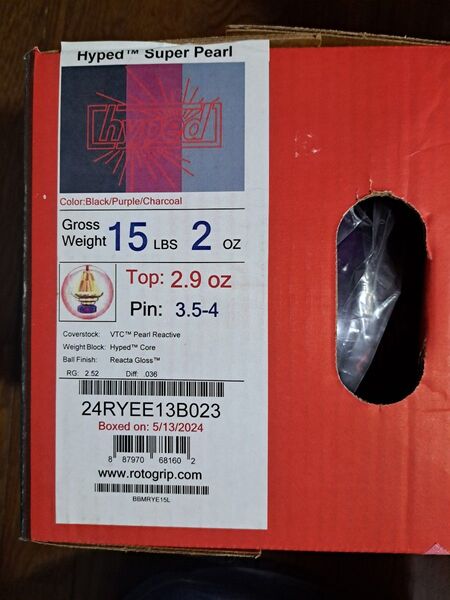 Hyped™ Super Pearl
hyped
Color:Black/Purple/Charcoal
Gross Weight 15 LBS 2 OZ
Top: 2.9 oz
Pin: 3.5-4
Coverstock: VTC™ Pearl Reactive
Weight Block: Hyped™ Core
Ball Finish: Reacta Gloss™
RG: 2.52 Diff: .036
24RYEE13B023
Boxed on: 5/13/2024
8 87970 68160 2
www.rotogrip.com
BBMRYE15L